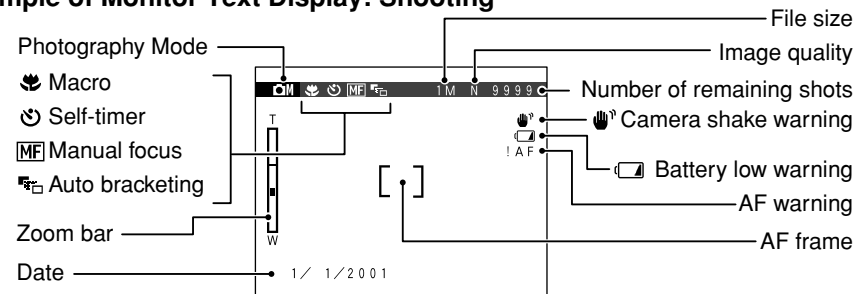 mple of Monitor Text Display: Shooting
File size
Photography Mode
Image quality
Macro
M MF 1M N 9999
Number of remaining shots
Self-timer
T
Camera shake warning
MF Manual focus
!AF
Battery low warning
Auto bracketing
AF warning
Zoom bar
W
AF frame
Date
1/ 1/2001